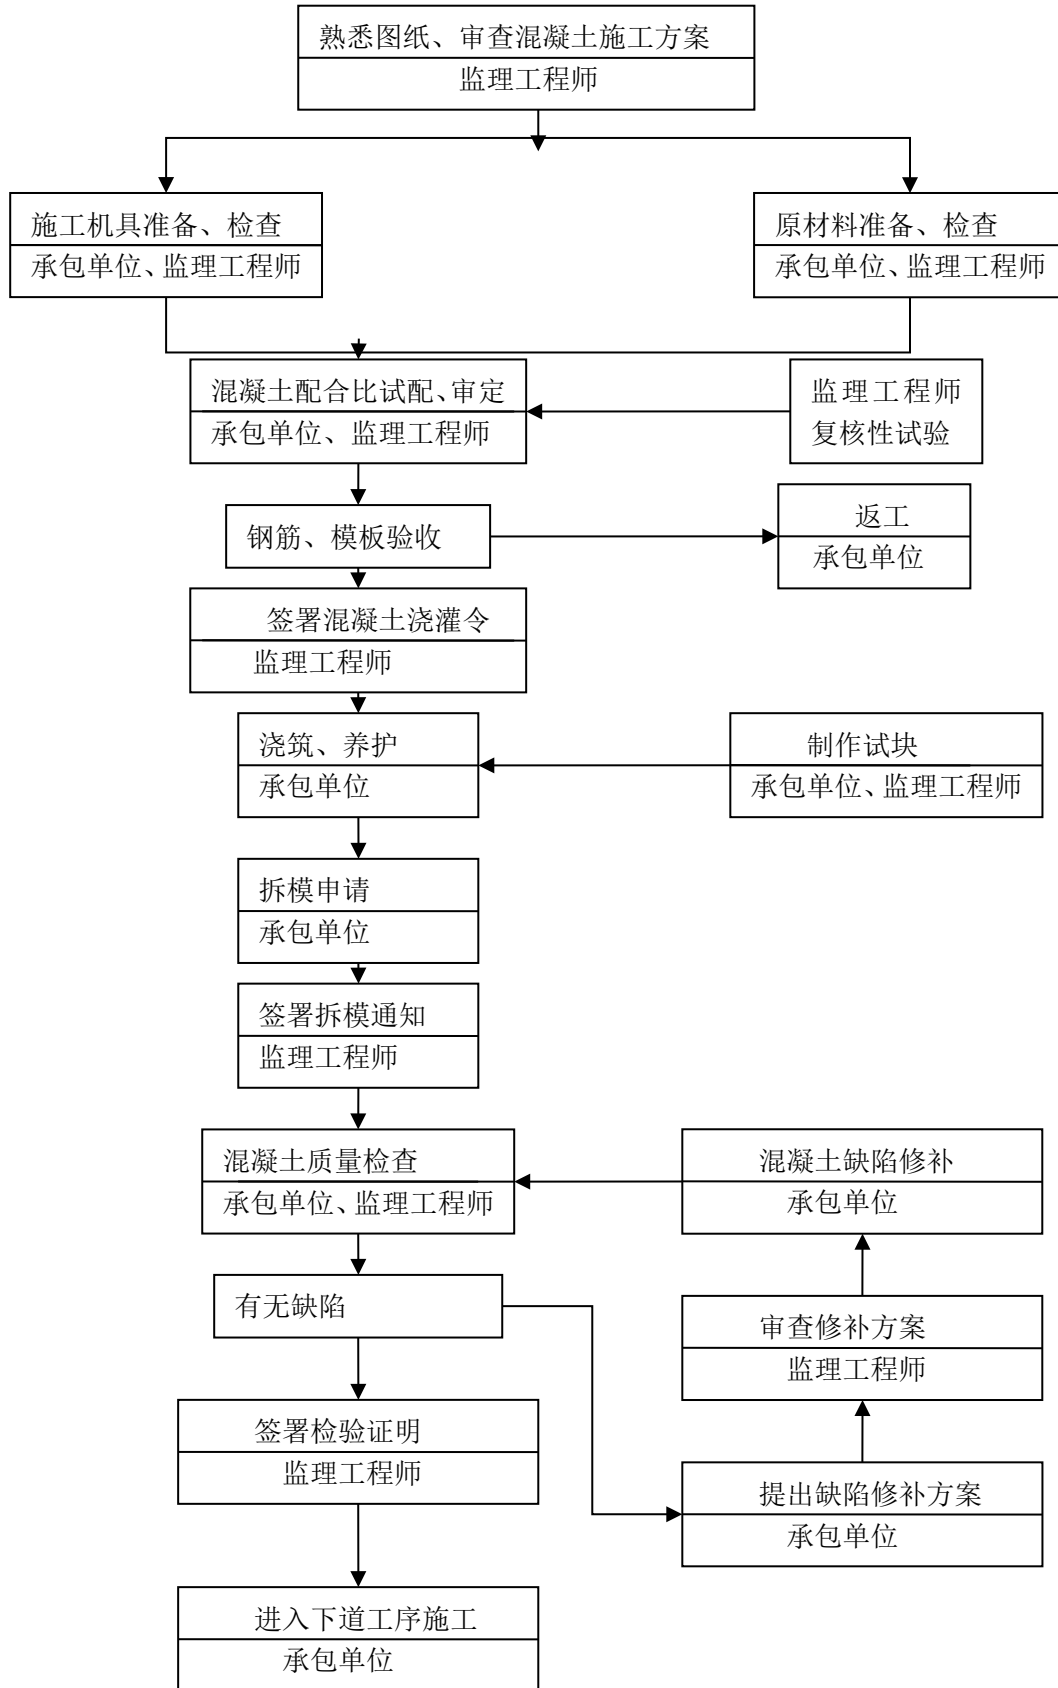 熟悉图纸、审查混凝土施工方案
监理工程师
施工机具准备、检查
承包单位、监理工程师
原材料准备、检查
承包单位、监理工程师
混凝土配合比试配、审定
承包单位、监理工程师
监理工程师
复核性试验
钢筋、模板验收
返工
承包单位
签署混凝土浇灌令
监理工程师
浇筑、养护
承包单位
制作试块
承包单位、监理工程师
拆模申请
承包单位
签署拆模通知
监理工程师
混凝土质量检查
承包单位、监理工程师
混凝土缺陷修补
承包单位
有无缺陷
审查修补方案
监理工程师
签署检验证明
监理工程师
提出缺陷修补方案
承包单位
进入下道工序施工
承包单位